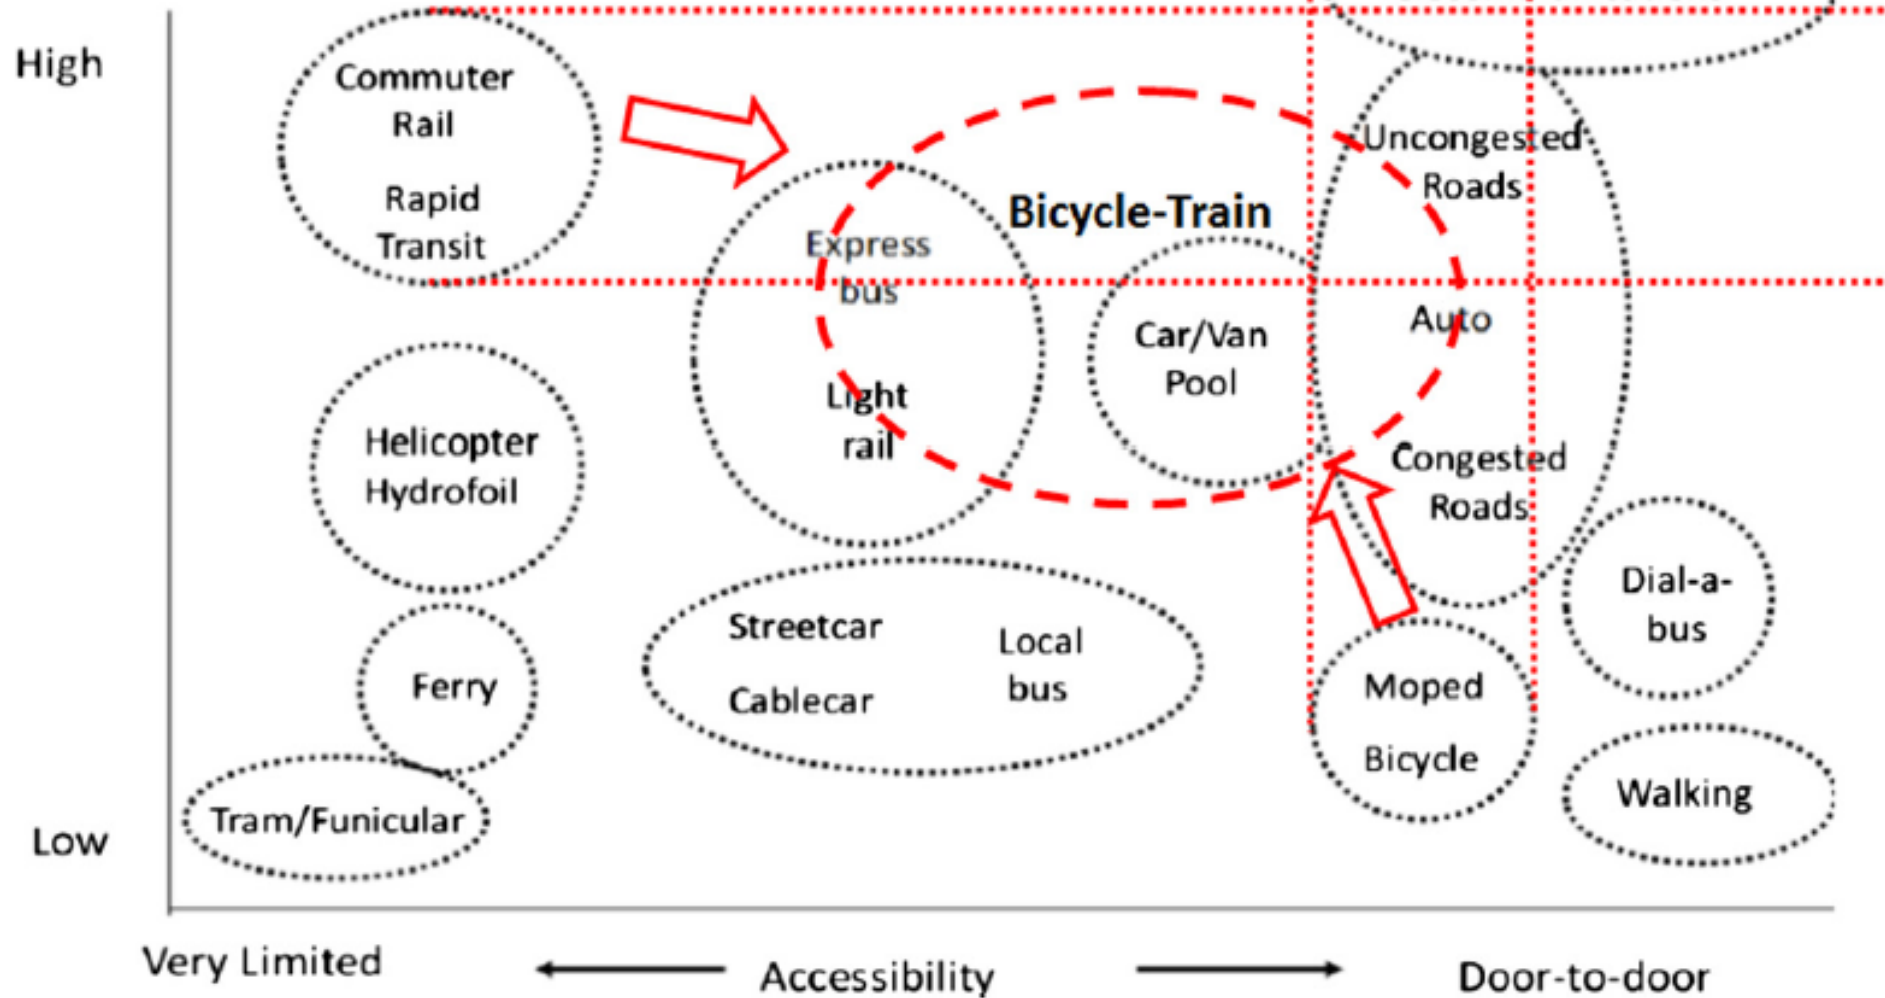 High
Commuter
Rail
Rapid
Transit
Bicycle-Train
Express
bus
Light
rail
Car/Van
Pool
Uncongested
Roads
Auto
Congested
Roads
Helicopter
Hydrofoil
Dial-a-
bus
Streetcar
Local
bus
Cablecar
Ferry
Moped
Bicycle
Walking
Tram/Funicular
Low
Very Limited
Accessibility
Door-to-door